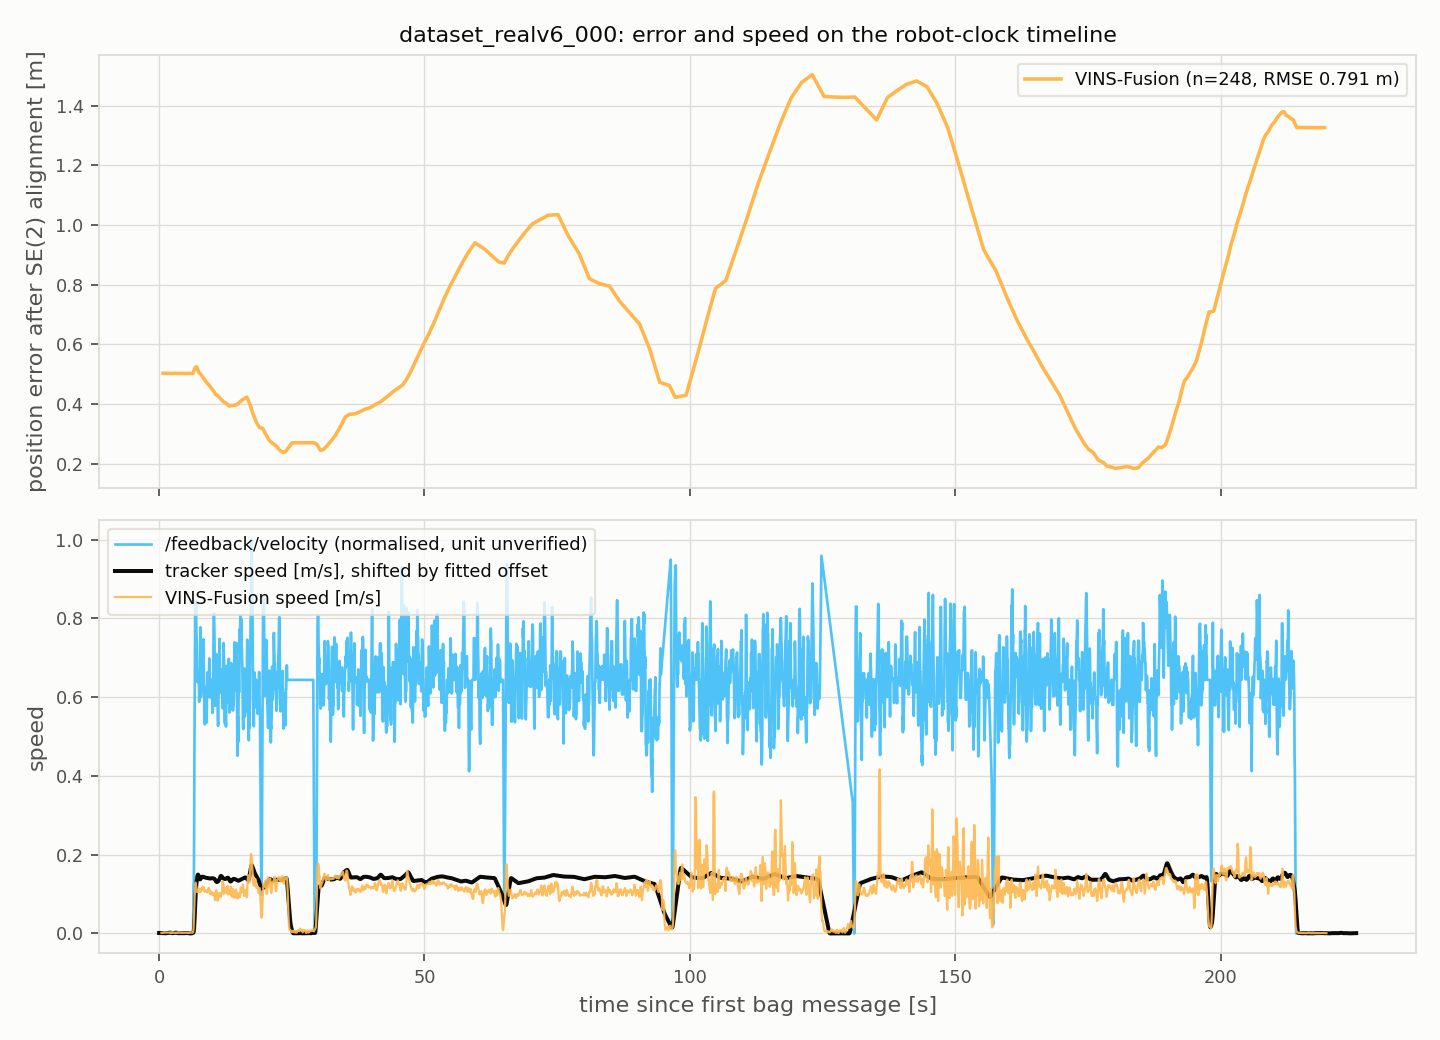 dataset_realv6_000: error and speed on the robot-clock timeline
position error after SE(2) alignment [m]
1.4
1.2
1.0
0.8
0.6
0.4
0.2
VINS-Fusion (n=248, RMSE 0.791 m)
speed
1.0
0.8
0.6
0.4
0.2
0.0
/feedback/velocity (normalised, unit unverified)
tracker speed [m/s], shifted by fitted offset
VINS-Fusion speed [m/s]
0 50 100 150 200
time since first bag message [s]